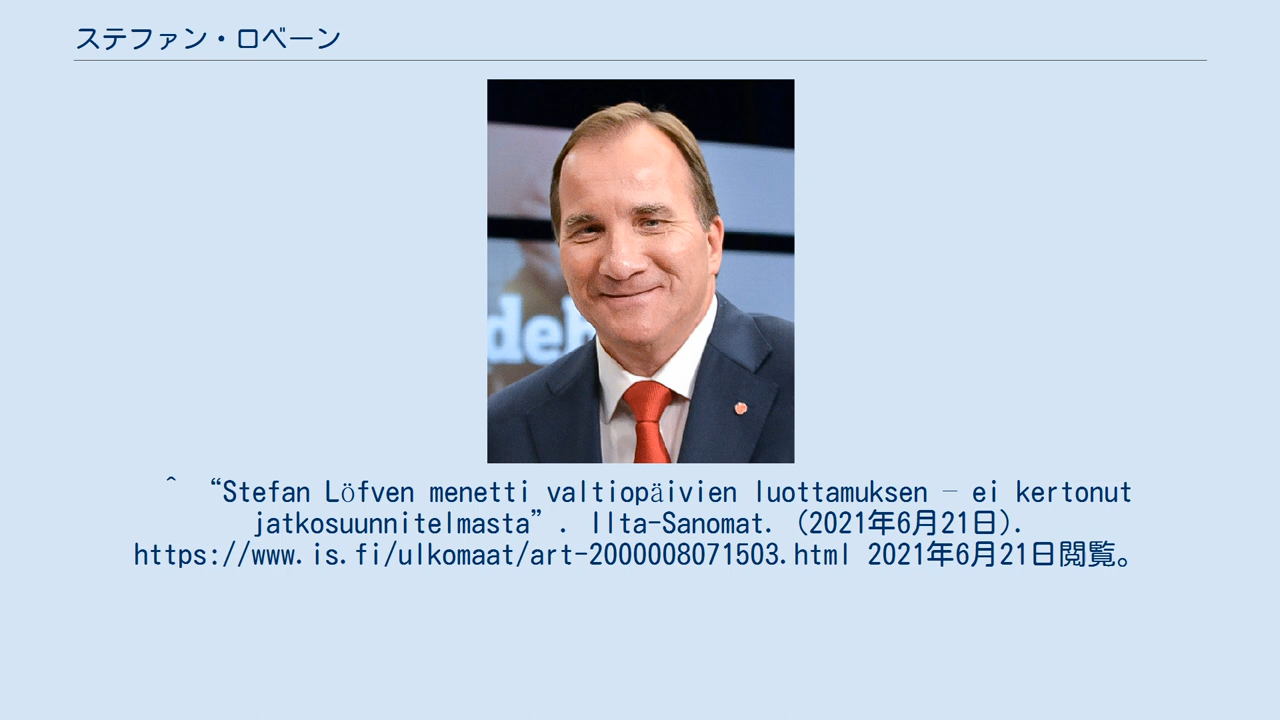 ステファン・ロベーン
deb
^ “Stefan Löfven menetti valtiopäivien luottamuksen – ei kertonut
jatkosuunnitelmasta”. Ilta-Sanomat. (2021年6月21日).
https://www.is.fi/ulkomaat/art-2000008071503.html 2021年6月21日閲覧。